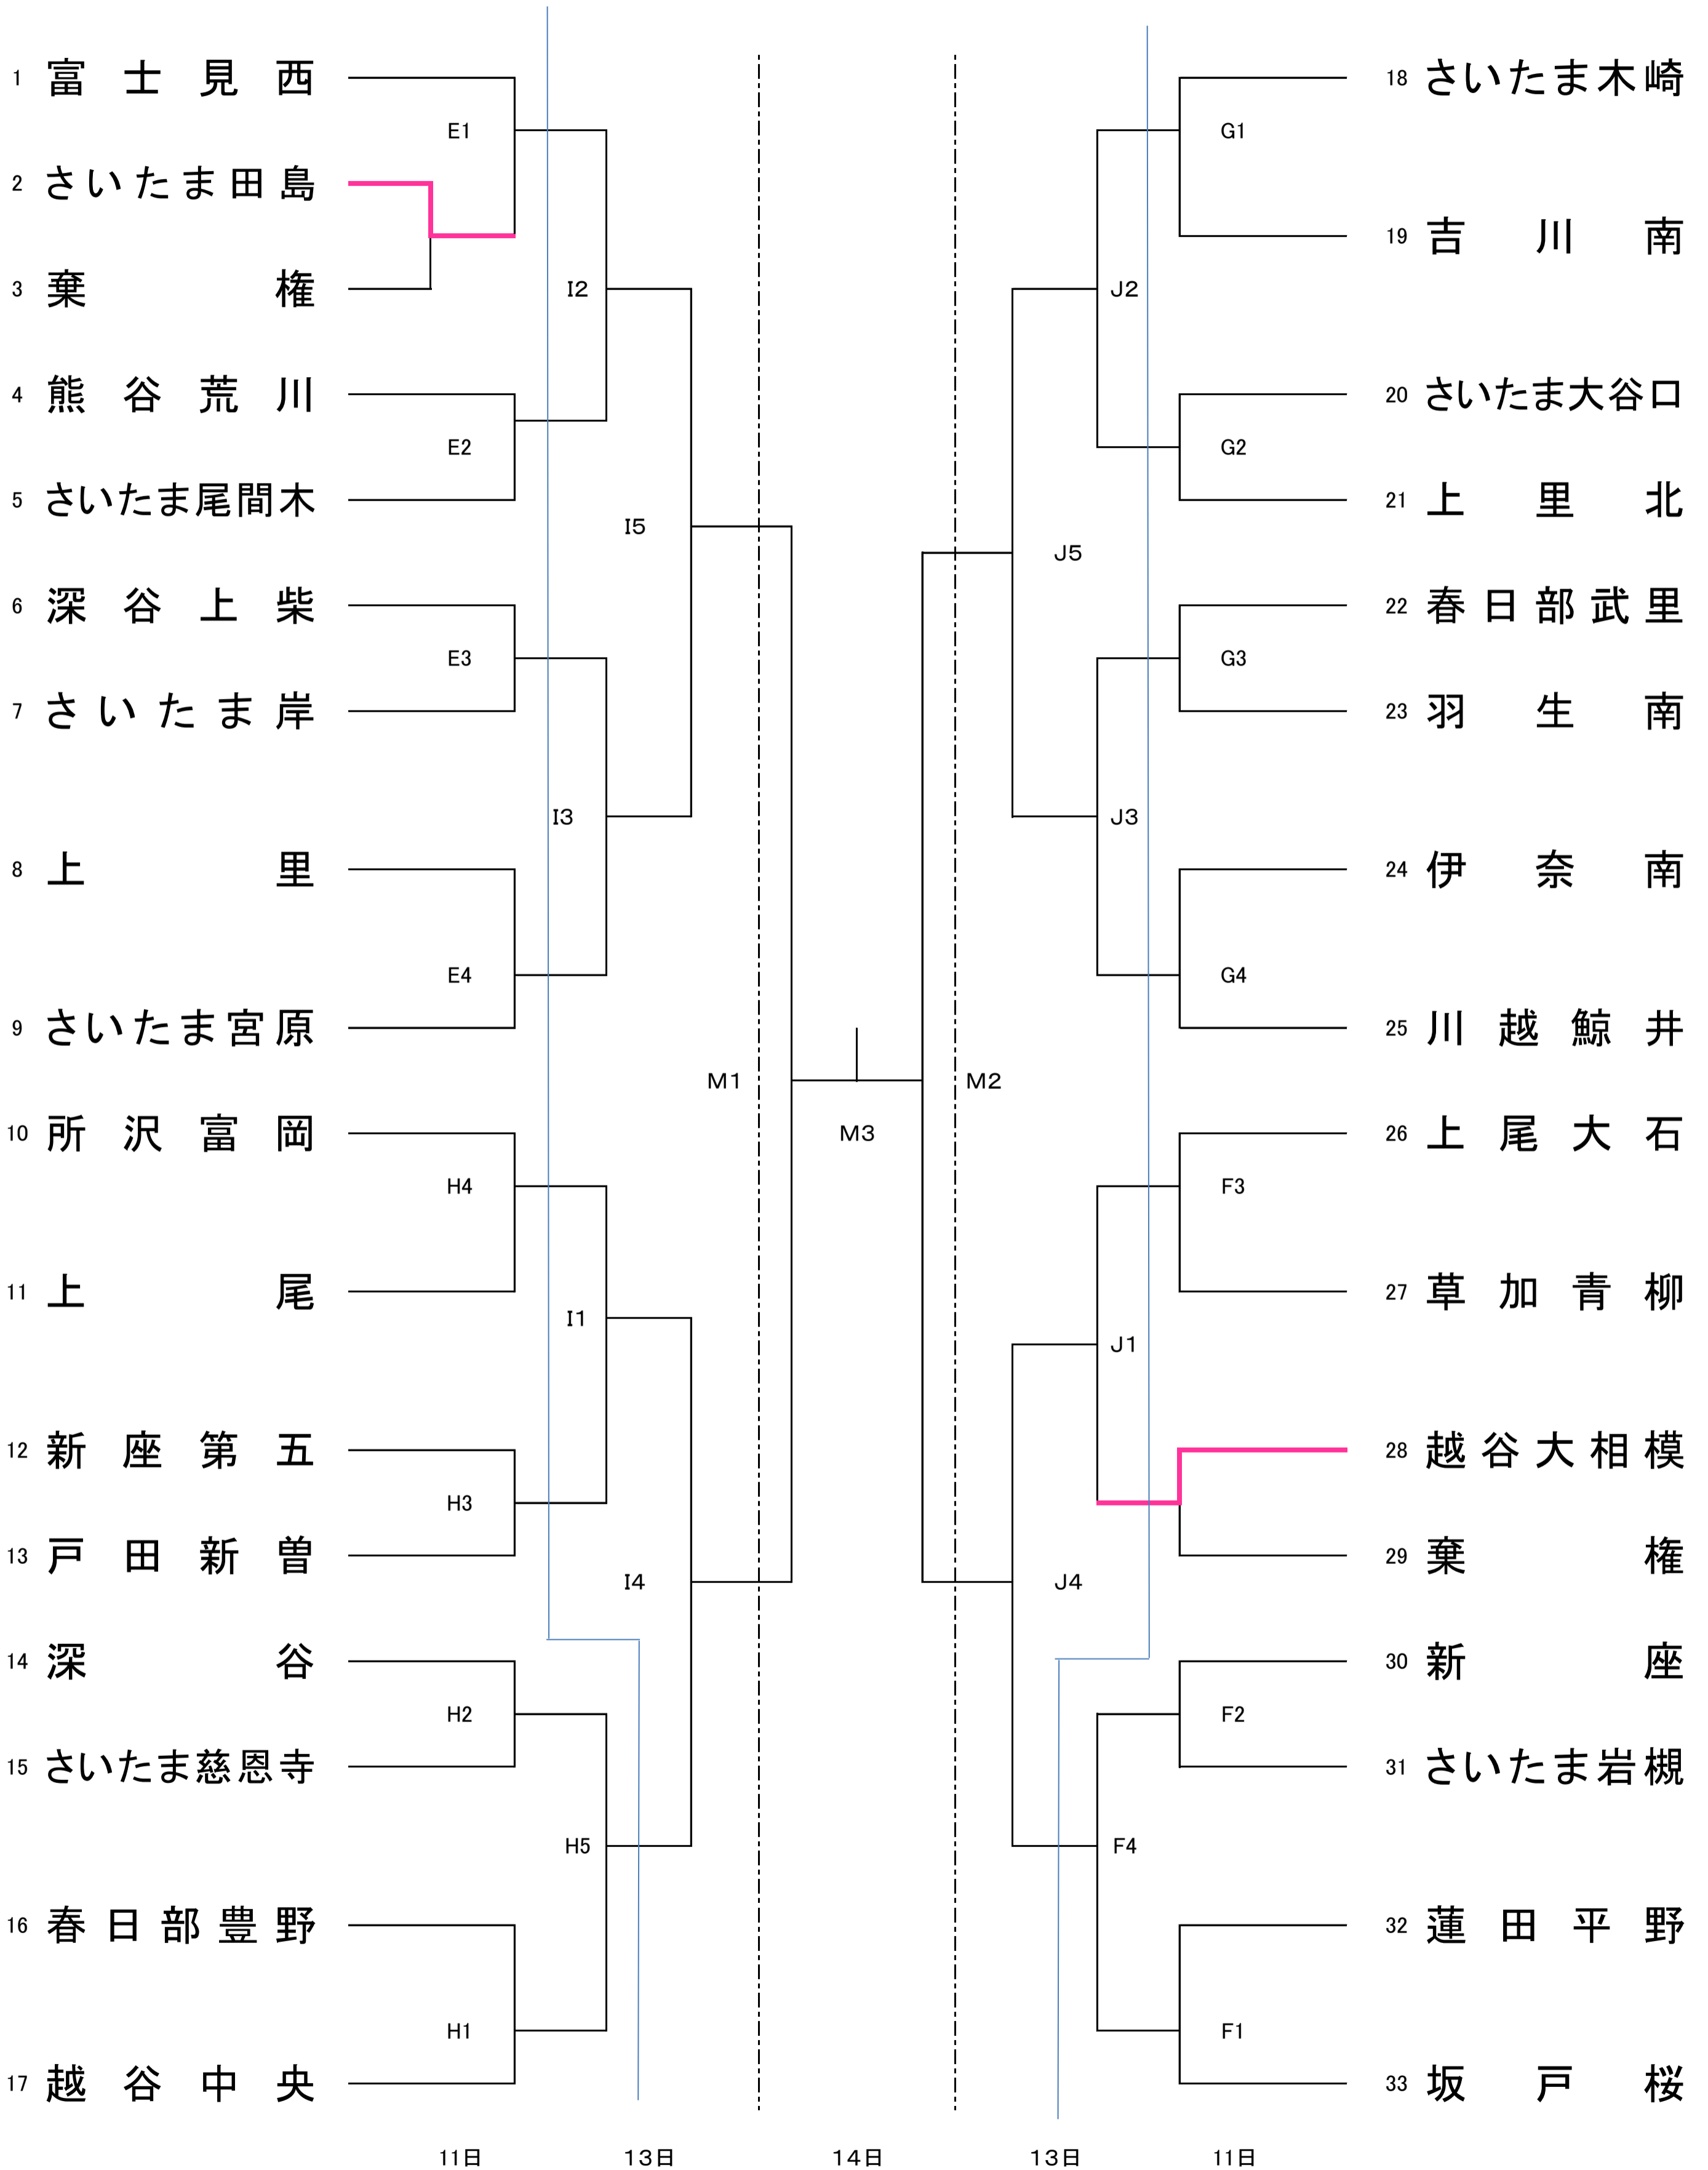 1 富士見西
E1
2 さいたま田島
3 棄権
I2
4 熊谷荒川
E2
5 さいたま尾間木
I5
6 深谷上柴
E3
7 さいたま岸
I3
8 上里
E4
9 さいたま宮原
M1
10 所沢富岡
H4
11 上尾
I1
12 新座第五
H3
13 戸田新曽
I4
14 深谷
H2
15 さいたま慈恩寺
H5
16 春日部豊野
H1
17 越谷中央
M3
18 さいたま木崎
G1
19 吉川南
J2
20 さいたま大谷口
G2
21 上里北
J5
22 春日部武里
G3
23 羽生南
J3
24 伊奈南
G4
25 川越鯨井
M2
26 上尾大石
F3
27 草加青柳
J1
28 越谷大相模
29 棄権
J4
30 新座
F2
31 さいたま岩槻
F4
32 蓮田平野
F1
33 坂戸桜
11日 13日 14日 13日 11日